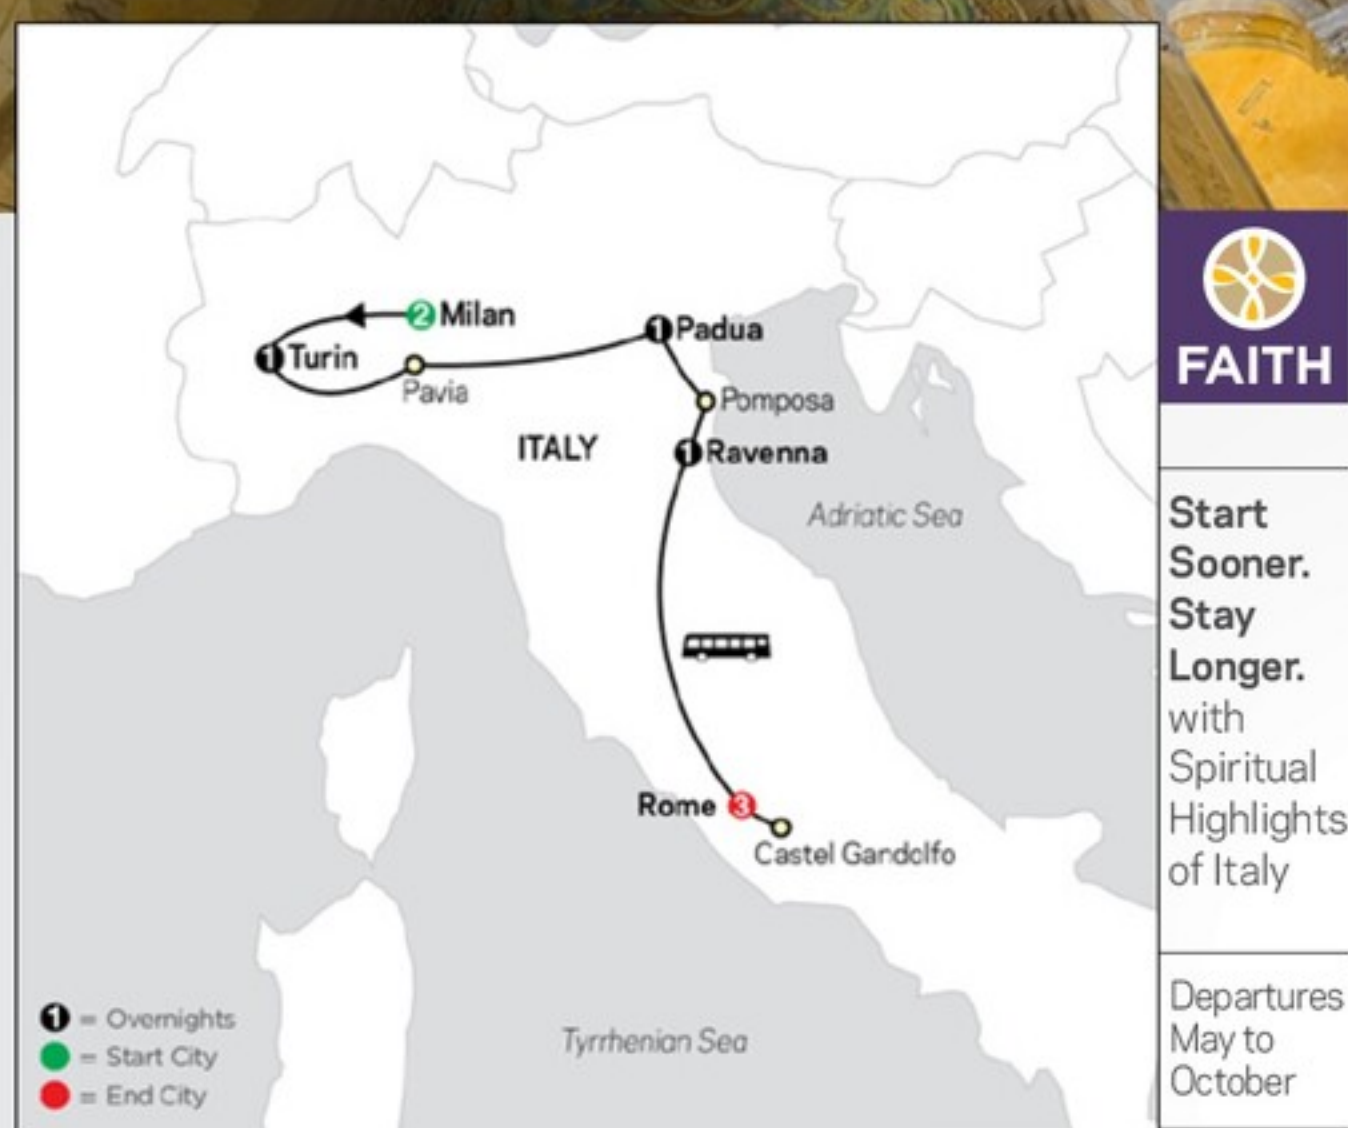 2 Milan
1 Turin
Pavia
1 Padua
Pomposa
ITALY
1 Ravenna
Adriatic Sea
Rome 3
Castel Gandolfo
Tyrrhenian Sea
1 = Overnights
= Start City
= End City
FAITH
Start
Sooner.
Stay
Longer.
with
Spiritual
Highlights
of Italy
Departures
May to
October